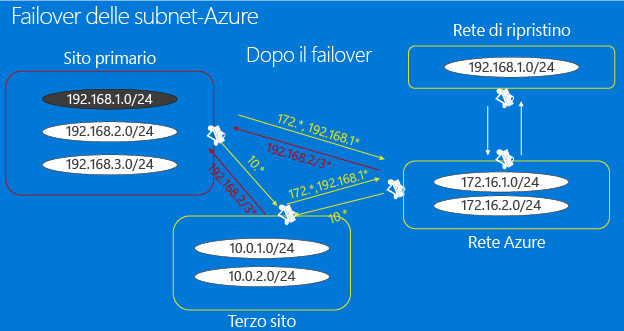 Failover delle subnet-Azure
Dopo il failover
Sito primario
192.168.1.0/24
192.168.2.0/24
192.168.3.0/24
Rete di ripristino
192.168.1.0/24
172.*, 192.168.1*
192.168.2/3*
10.*
192.168.2/3*
172.*,192.168.1*
10.*
172.16.1.0/24
172.16.2.0/24
Rete Azure
10.0.1.0/24
10.0.2.0/24
Terzo sito